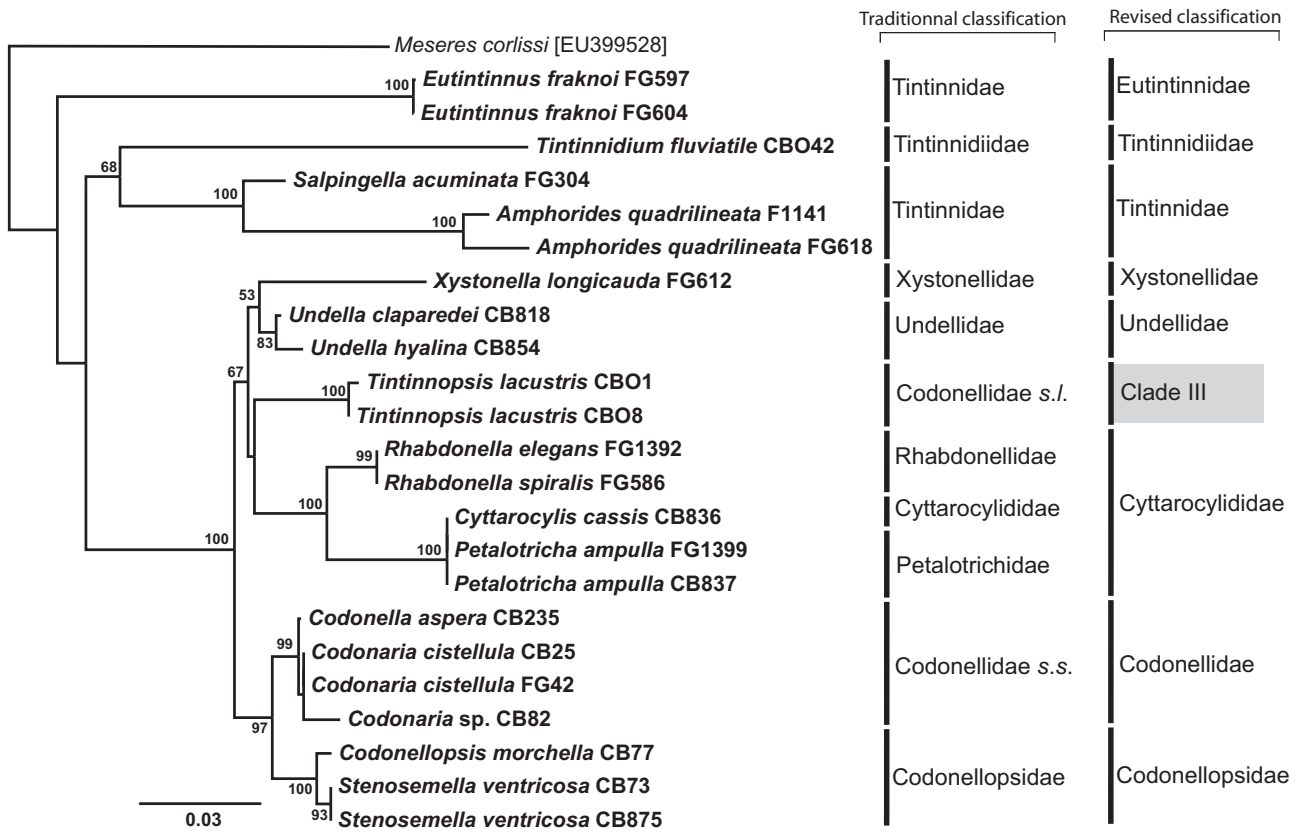 Traditionnal classification
Revised classification
Meseres corlissi [EU399528]
100
Eutintinnus fraknoi FG597
Tintinnidae
Eutintinnidae
Eutintinnus fraknoi FG604
Tintinnidium fluviatile CBO42
Tintinnidiidae
Tintinnidiidae
68
Salpingella acuminata FG304
100
Amphorides quadrilineata F1141
Tintinnidae
Tintinnidae
100
Amphorides quadrilineata FG618
Xystonella longicauda FG612
Xystonellidae
Xystonellidae
53
Undella claparedei CB818
Undellidae
Undellidae
83
Undella hyalina CB854
67
Tintinnopsis lacustris CBO1
100
Codonellidae s.l.
Clade III
Tintinnopsis lacustris CBO8
Rhabdonella elegans FG1392
99
Rhabdonellidae
Rhabdonella spiralis FG586
100
Cyttarocylis cassis CB836
Cyttarocylididae
Cyttarocylididae
100
100
Petalotricha ampulla FG1399
Petalotrichidae
Petalotricha ampulla CB837
Codonella aspera CB235
99
Codonaria cistellula CB25
Codonellidae s.s.
Codonellidae
Codonaria cistellula FG42
Codonaria sp. CB82
97
Codonellopsis morchella CB77
Codonellopsidae
Codonellopsidae
100
Stenosemella ventricosa CB73
93
Stenosemella ventricosa CB875
0.03